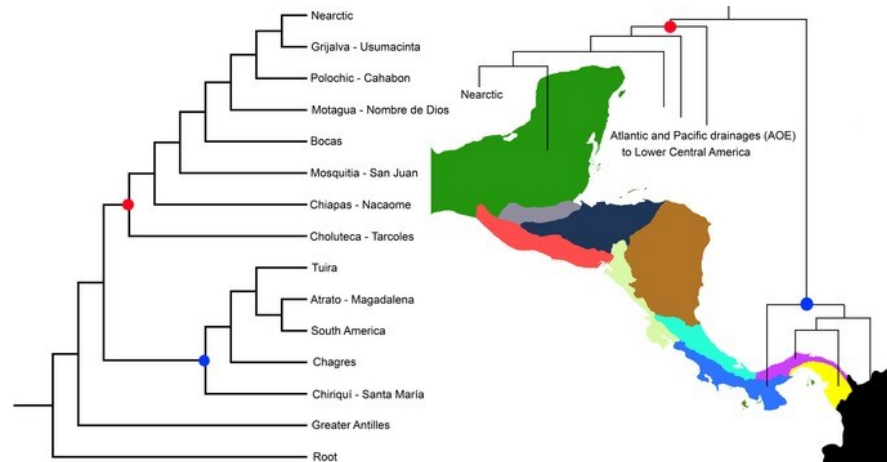 Nearctic
Grijalva - Usumacinta
Polochic - Cahabon
Motagua - Nombre de Dios
Bocas
Mosquitia - San Juan
Chiapas - Nacaome
Choluteca - Tarcoles
Tuira
Atrato - Magadalena
South America
Chagres
Chiriquí - Santa María
Greater Antilles
Root
Nearctic
Atlantic and Pacific drainages (AOE)
to Lower Central America